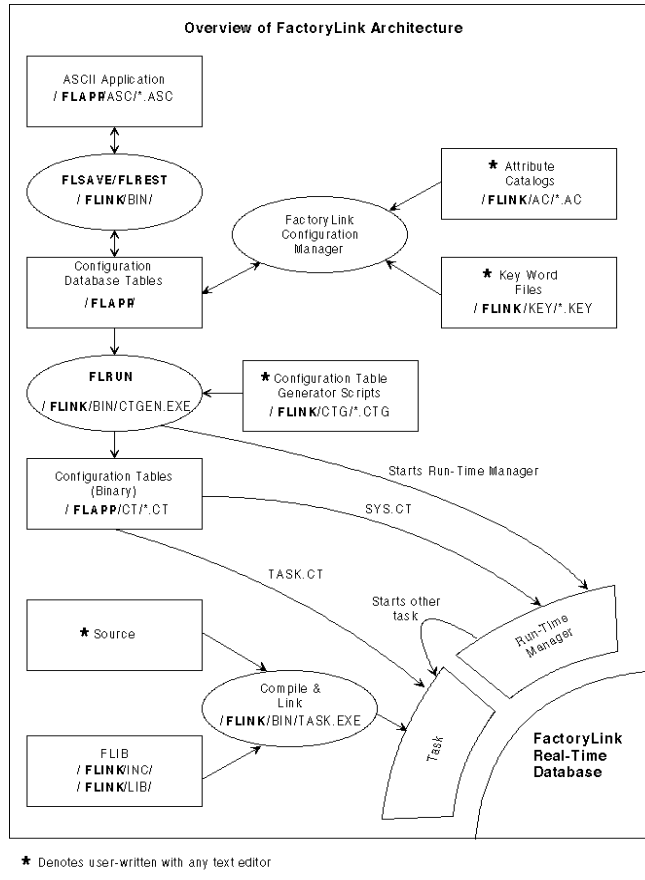 Overview of FactoryLink Architecture
ASCII Application
/ FLAPP/ASC/*.ASC
FLSAVE/FLREST
/ FLINK/BIN/
* Attribute
Catalogs
/ FLINK/AC/*.AC
FactoryLink
Configuration
Manager
Configuration
Database Tables
/ FLAPP/
* Key Word
Files
/ FLINK/KEY/*.KEY
FLRUN
/ FLINK/BIN/CTGEN.EXE
* Configuration Table
Generator Scripts
/ FLINK/CTG/*.CTG
Starts Run-Time Manager
Configuration Tables
(Binary)
/ FLAPP/CT/*.CT
SYS.CT
TASK.CT
Starts other
task
Run-Time
Manager
* Source
Compile &
Link
/ FLINK/BIN/TASK.EXE
Task
FactoryLink
Real-Time
Database
FLIB
/ FLINK/INC/
/ FLINK/LIB/
* Denotes user-written with any text editor